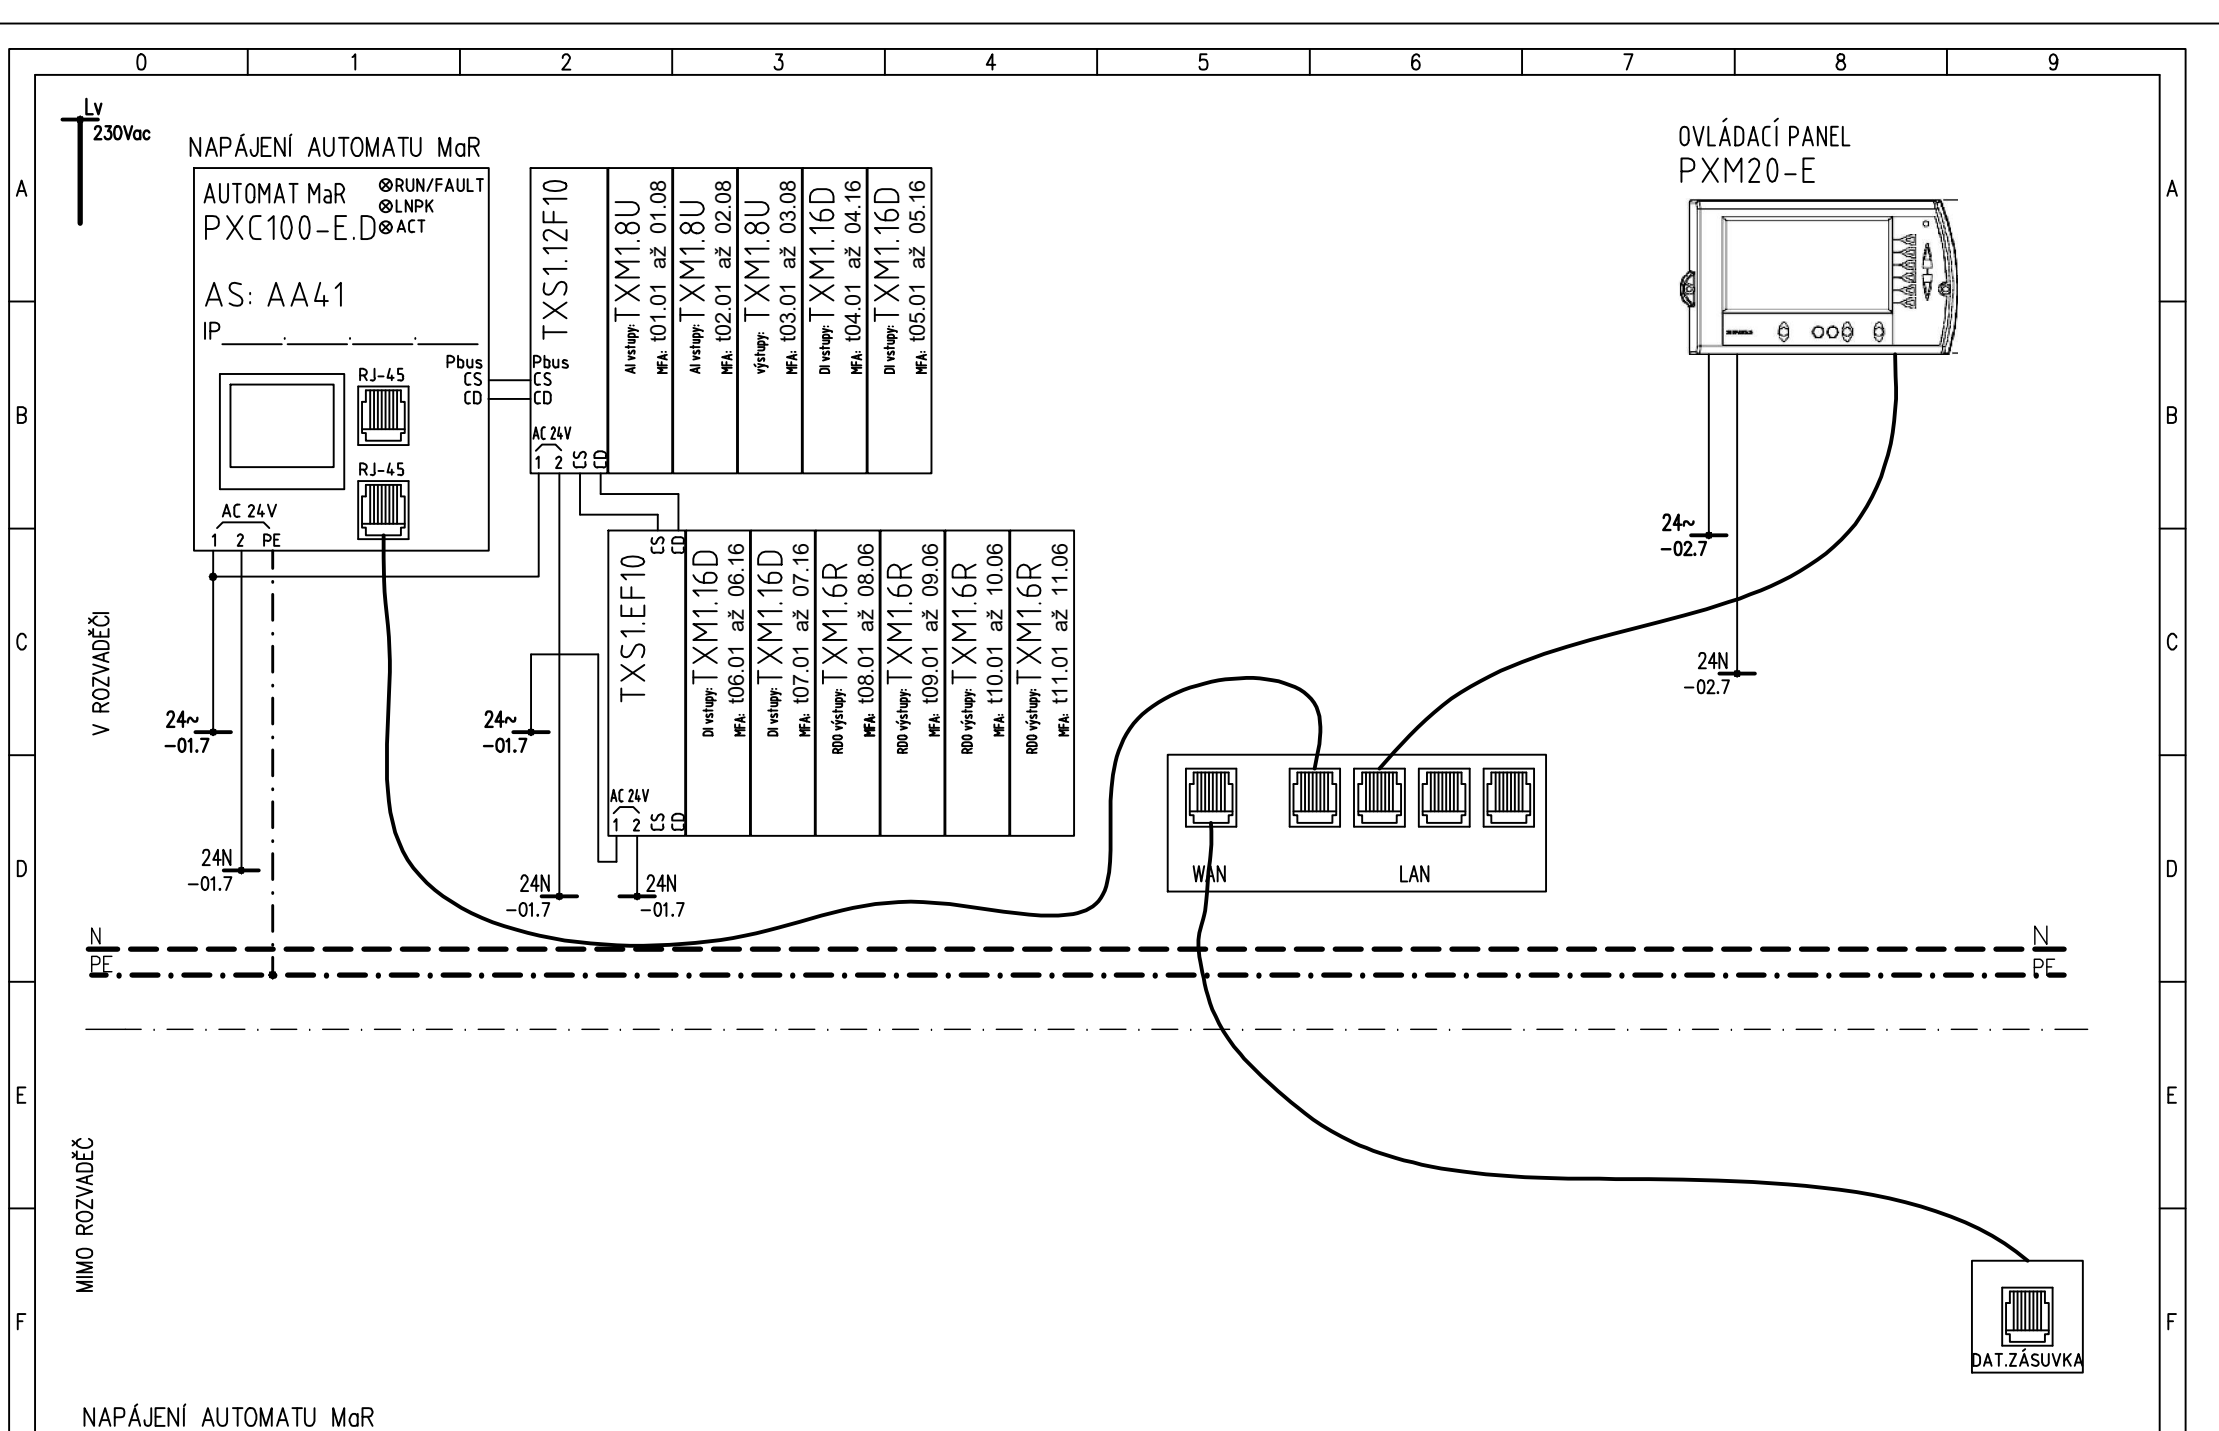 0 1 2 3 4 5 6 7 8 9
Lv
230Vac
NAPÁJENÍ AUTOMATU MaR
OVLÁDACÍ PANEL
PXM20-E
A
A
AUTOMAT MaR
PXC100-E.D
RUN/FAULT
LNPK
ACT
AS: AA41
IP
Pbus
CS
CD
RJ-45
RJ-45
AC 24V
1 2 PE
TXS1.12F10
Pbus
CS
CD
AC 24V
1 2 CS CD
AI vstupy: TXM1.8U
MFA: t01.01 až 01.08
AI vstupy: TXM1.8U
MFA: t02.01 až 02.08
výstupy: TXM1.8U
MFA: t03.01 až 03.08
DI vstupy: TXM1.16D
MFA: t04.01 až 04.16
DI vstupy: TXM1.16D
MFA: t05.01 až 05.16
B
B
CS CD
TXS1.EF10
AC 24V
1 2 CS CD
DI vstupy: TXM1.16D
MFA: t06.01 až 06.16
DI vstupy: TXM1.16D
MFA: t07.01 až 07.16
RDO výstupy: TXM1.6R
MFA: t08.01 až 08.06
RDO výstupy: TXM1.6R
MFA: t09.01 až 09.06
RDO výstupy: TXM1.6R
MFA: t10.01 až 10.06
RDO výstupy: TXM1.6R
MFA: t11.01 až 11.06
24~
-02.7
24N
-02.7
C
C
V ROZVADĚČI
24~
-01.7
24~
-01.7
24N
-01.7
24N
-01.7
24N
-01.7
WAN
LAN
D
D
N
N
PE
PE
E
E
MIMO ROZVADĚČ
F
F
DAT.ZÁSUVKA
NAPÁJENÍ AUTOMATU MaR